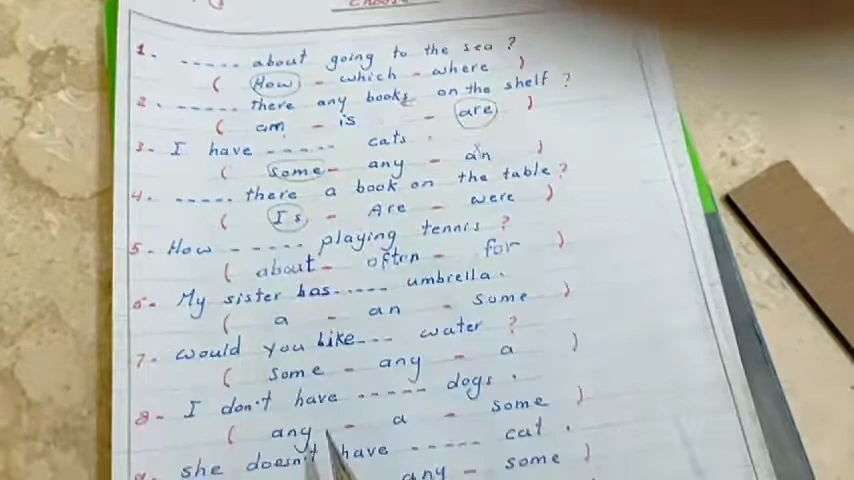 Choose
1- ----- about going to the sea ?
( How - which - where )
2- ----- there any books on the shelf ?
( am - is - are )
3- I have ----- cats .
( some - any - an )
4- ----- there a book on the table ?
( Is - Are - were )
5- How ----- playing tennis ?
( about - often - for )
6- My sister has ----- umbrella .
( a - an - some )
7- would you like --- water ?
( some - any - a )
8- I don't have ----- dogs .
( any - a - some )
9- she doesn't have ----- cat .
any - some )